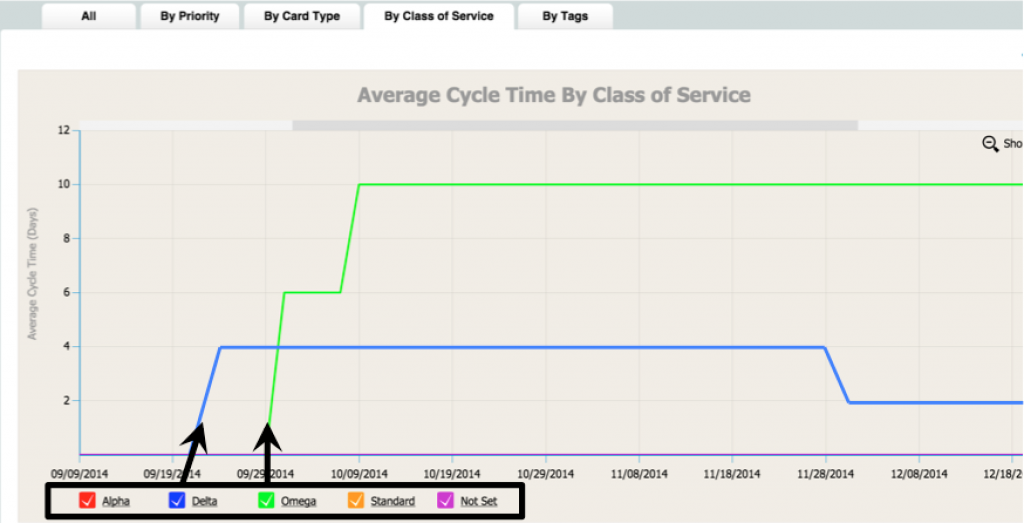 All By Priority By Card Type By Class of Service By Tags
Average Cycle Time By Class of Service
Sho
Average Cycle Time (Days)
12
10
8
6
4
2
09/09/2014 09/19/2014 09/29/2014 10/09/2014 10/19/2014 10/29/2014 11/08/2014 11/18/2014 11/28/2014 12/08/2014 12/18/2
Alpha Delta Omega Standard Not Set